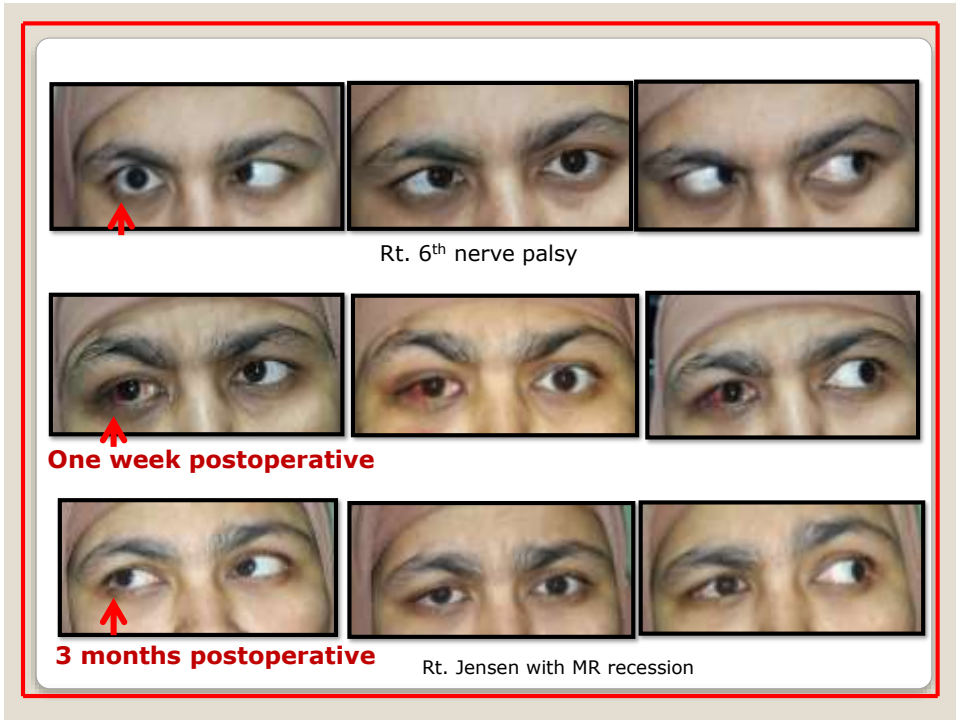 Rt. 6th nerve palsy
One week postoperative
3 months postoperative
Rt. Jensen with MR recession